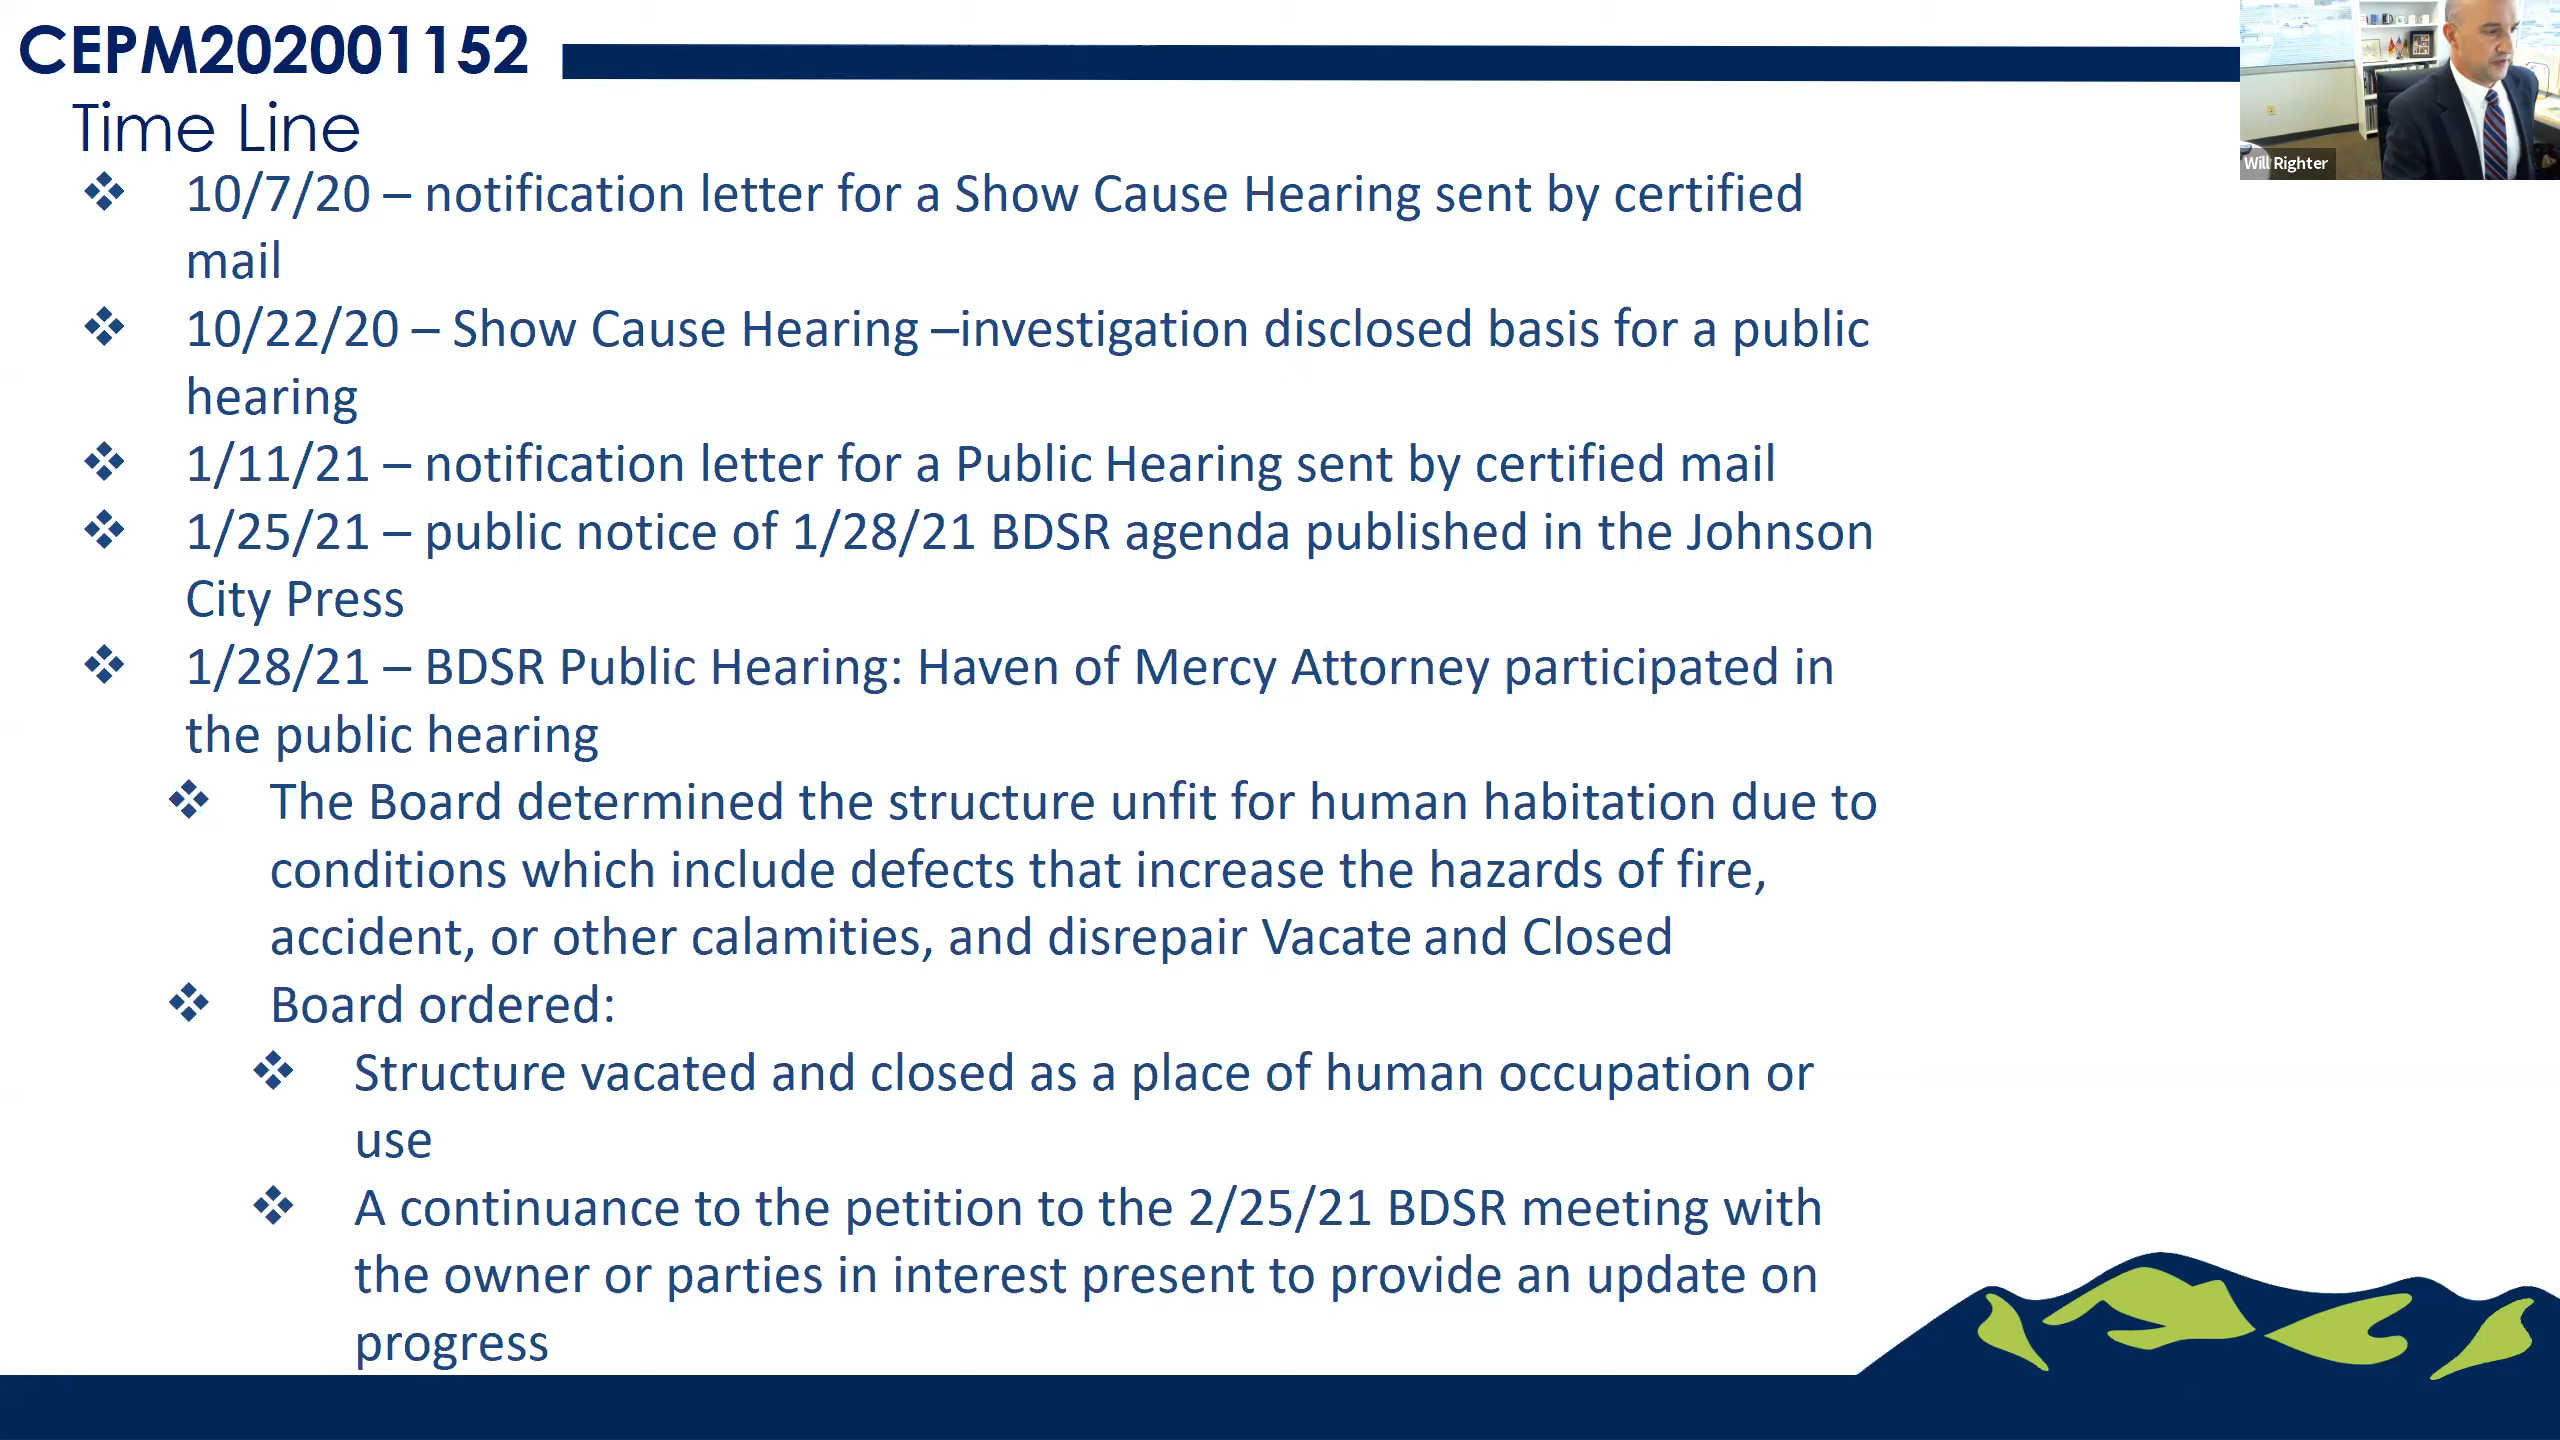 CEPM202001152
Time Line
❖ 10/7/20 – notification letter for a Show Cause Hearing sent by certified
mail
❖ 10/22/20 – Show Cause Hearing –investigation disclosed basis for a public
hearing
❖ 1/11/21 – notification letter for a Public Hearing sent by certified mail
❖ 1/25/21 – public notice of 1/28/21 BDSR agenda published in the Johnson
City Press
❖ 1/28/21 – BDSR Public Hearing: Haven of Mercy Attorney participated in
the public hearing
❖ The Board determined the structure unfit for human habitation due to
conditions which include defects that increase the hazards of fire,
accident, or other calamities, and disrepair Vacate and Closed
❖ Board ordered:
❖ Structure vacated and closed as a place of human occupation or
use
❖ A continuance to the petition to the 2/25/21 BDSR meeting with
the owner or parties in interest present to provide an update on
progress
Will Righter